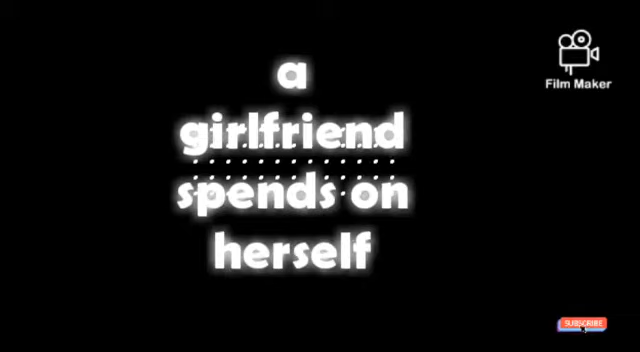 a
girlfriend
spends on
herself
Film Maker
SUBSCRIBE